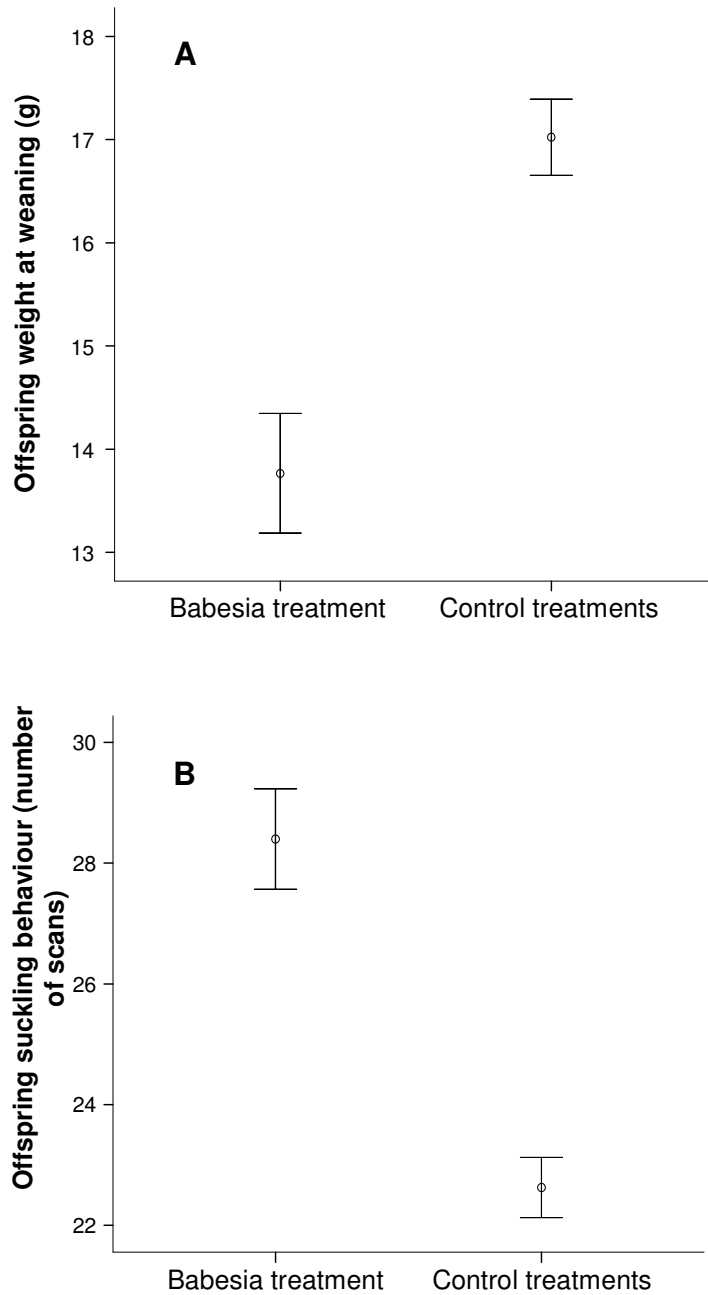 A
Offspring weight at weaning (g)
18
17
16
15
14
13
Babesia treatment Control treatments
B
Offspring suckling behaviour (number
of scans)
30
28
26
24
22
Babesia treatment Control treatments